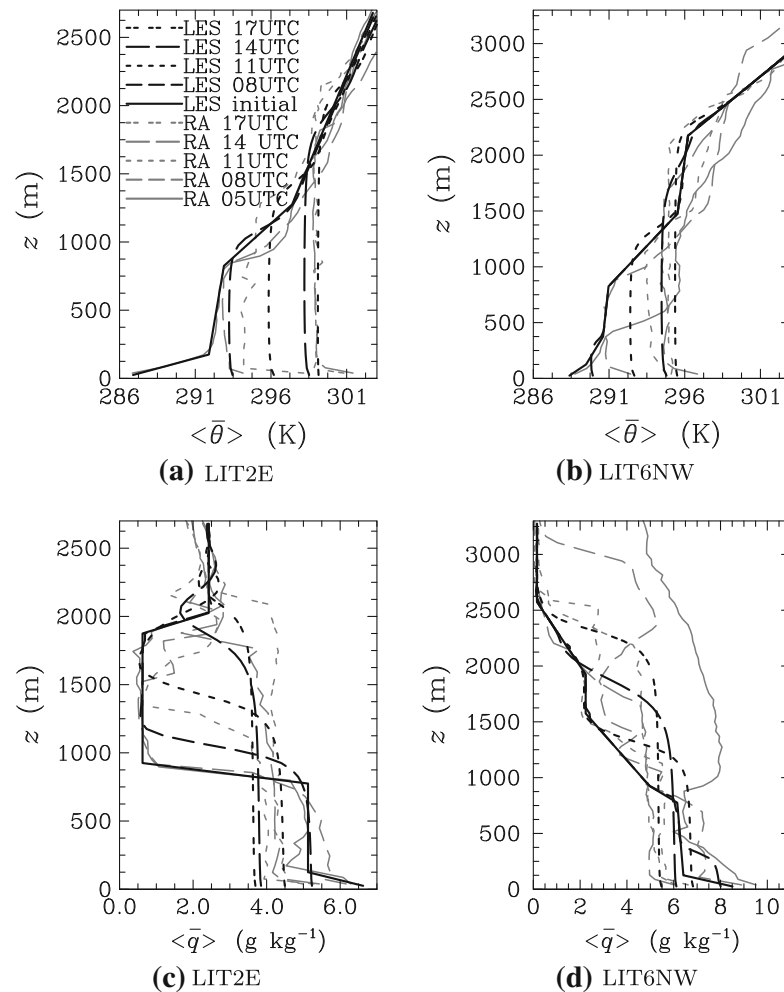 2500
2000
1500
1000
500
0
z (m)
LES 17UTC
LES 14UTC
LES 11UTC
LES 08UTC
LES initial
RA 17UTC
RA 14 UTC
RA 11UTC
RA 08UTC
RA 05UTC
286 291 296 301
<θ̄> (K)
(a) LIT2E
3000
2500
2000
1500
1000
500
0
z (m)
286 291 296 301
<θ̄> (K)
(b) LIT6NW
2500
2000
1500
1000
500
0
z (m)
0.0 2.0 4.0 6.0
<q̄> (g kg⁻¹)
(c) LIT2E
3000
2500
2000
1500
1000
500
0
z (m)
0 2 4 6 8 10
<q̄> (g kg⁻¹)
(d) LIT6NW